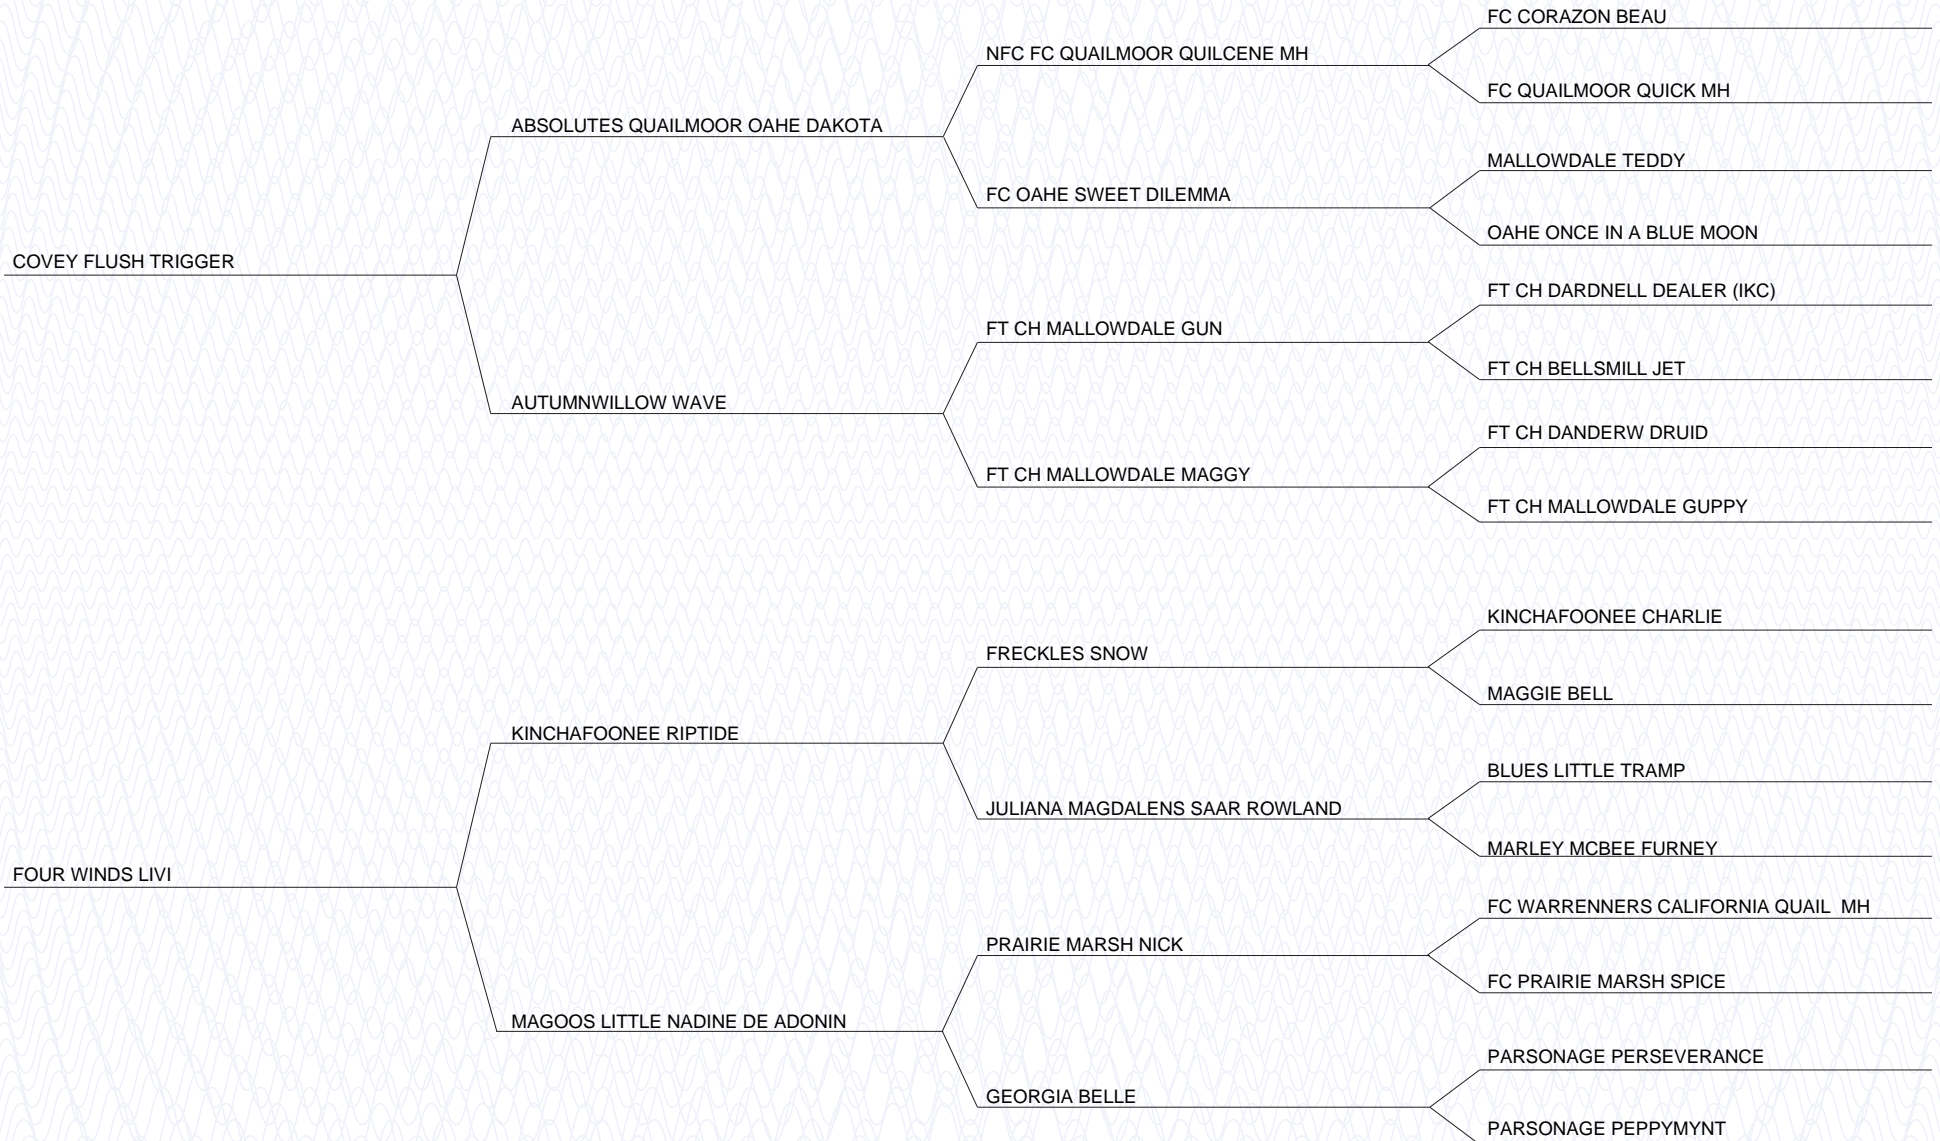 FC CORAZON BEAU
NFC FC QUAILMOOR QUILCENE MH
FC QUAILMOOR QUICK MH
ABSOLUTES QUAILMOOR OAHE DAKOTA
MALLOWDALE TEDDY
FC OAHE SWEET DILEMMA
OAHE ONCE IN A BLUE MOON
COVEY FLUSH TRIGGER
FT CH DARDNELL DEALER (IKC)
FT CH MALLOWDALE GUN
FT CH BELLSMILL JET
AUTUMNWILLOW WAVE
FT CH DANDERW DRUID
FT CH MALLOWDALE MAGGY
FT CH MALLOWDALE GUPPY
KINCHAFOONEE CHARLIE
FRECKLES SNOW
MAGGIE BELL
KINCHAFOONEE RIPTIDE
BLUES LITTLE TRAMP
JULIANA MAGDALENS SAAR ROWLAND
MARLEY MCBEE FURNEY
FOUR WINDS LIVI
FC WARRENNERS CALIFORNIA QUAIL  MH
PRAIRIE MARSH NICK
FC PRAIRIE MARSH SPICE
MAGOOS LITTLE NADINE DE ADONIN
PARSONAGE PERSEVERANCE
GEORGIA BELLE
PARSONAGE PEPPYMYNT